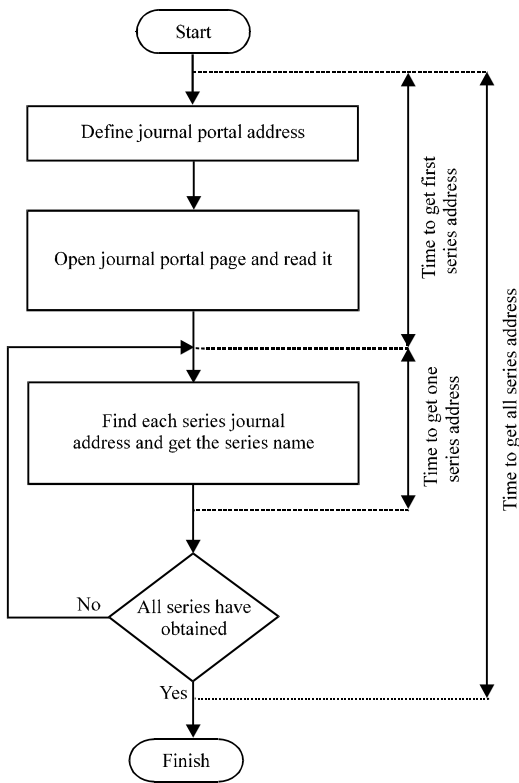 Start
Define journal portal address
Open journal portal page and read it
Find each series journal
address and get the series name
All series have
obtained
No
Yes
Finish
Time to get first
series address
Time to get one
series address
Time to get all series address